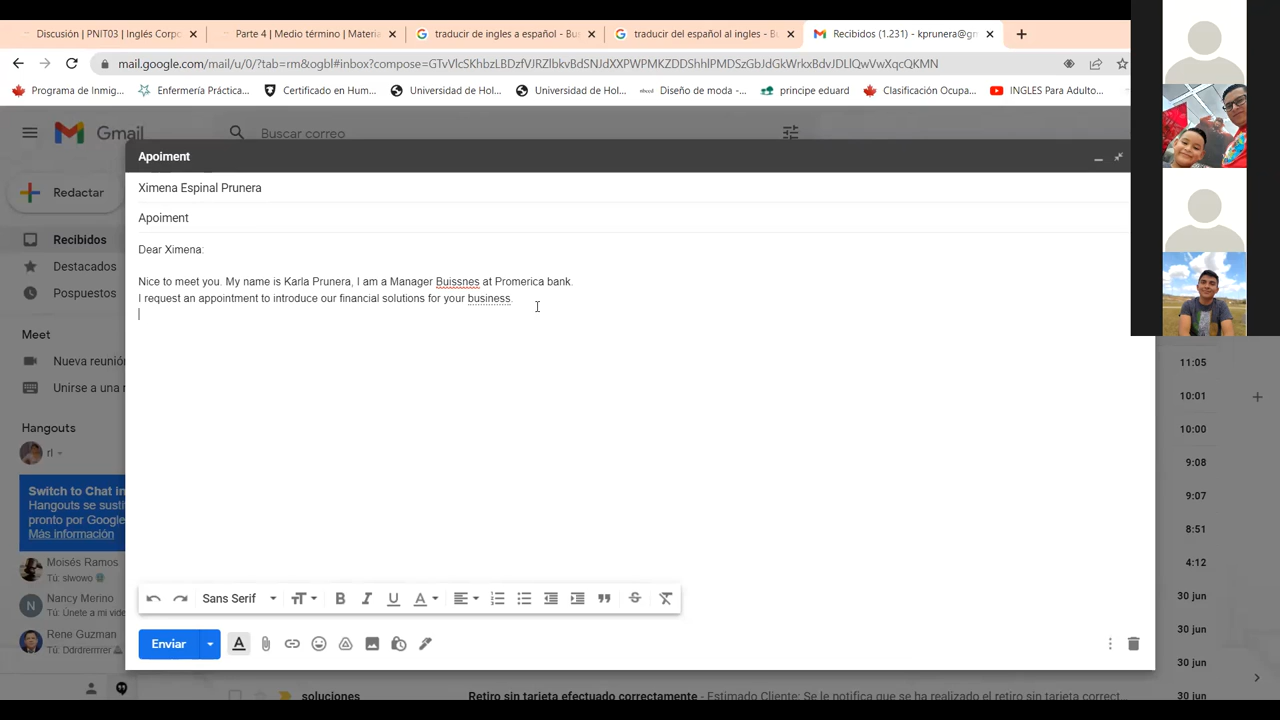 Discusión | PNIT03 | Inglés Corpo
Parte 4 | Medio término | Materia
traducir de ingles a español - Bus
traducir del español al ingles - Bu
Recibidos (1.231) - kprunera@gm
mail.google.com/mail/u/0/?tab=rm&ogbl#inbox?compose=GTvVlcSKhbzLBDzfVJRZlbkvBdSNJdXXPWPMKZDDShhlPMDSzGbJdGkWrkxBdvJDLlQwVwXqcQKMN
Programa de Inmig...
Enfermería Práctica...
Certificado en Hum...
Universidad de Hol...
Universidad de Hol...
Diseño de moda -...
principe eduard
Clasificación Ocupa...
INGLES Para Adulto...
Gmail
Buscar correo
Apoiment
Redactar
Ximena Espinal Prunera
Apoiment
Recibidos
Dear Ximena:
Destacados
Nice to meet you. My name is Karla Prunera, I am a Manager Buissnes at Promerica bank.
Pospuestos
I request an appointment to introduce our financial solutions for your business.
Meet
Nueva reunión
Unirse a una r
11:05
10:01
Hangouts
10:00
rl
9:08
Switch to Chat in
Hangouts se susti
9:07
pronto por Google
Más información
8:51
Moisés Ramos
4:12
Tú: slwowo
Nancy Merino
30 jun
Tú: Únete a mi vide
Sans Serif
Rene Guzman
30 jun
Tú: Ddrdrerrrrer
Enviar
30 jun
soluciones
Retiro sin tarjeta efectuado correctamente - Estimado Cliente: Se le notifica que se ha realizado el retiro sin tarjeta correct
30 jun